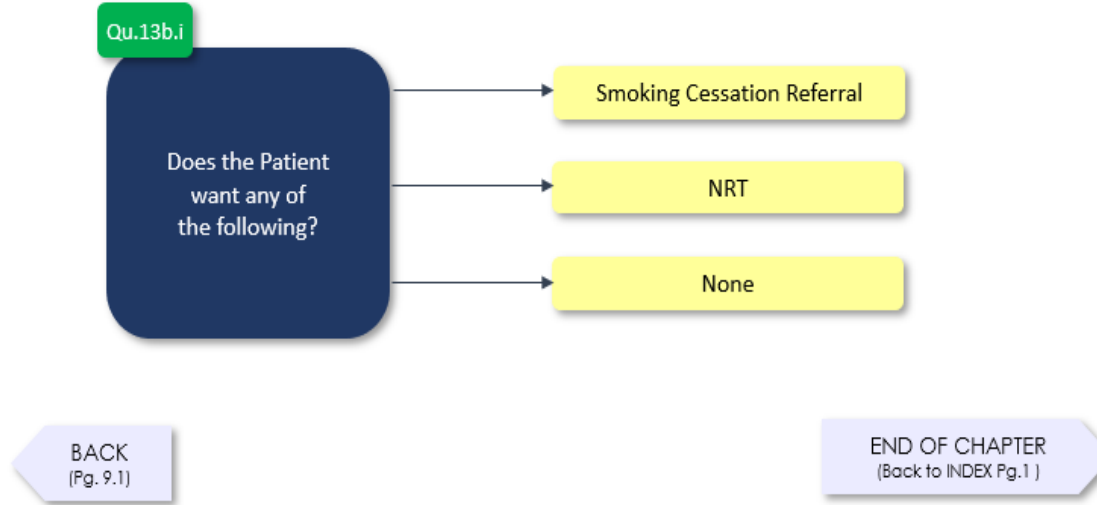 Qu.13b.i
Does the Patient
want any of
the following?
Smoking Cessation Referral
NRT
None
BACK
(Pg. 9.1)
END OF CHAPTER
(Back to INDEX Pg.1 )